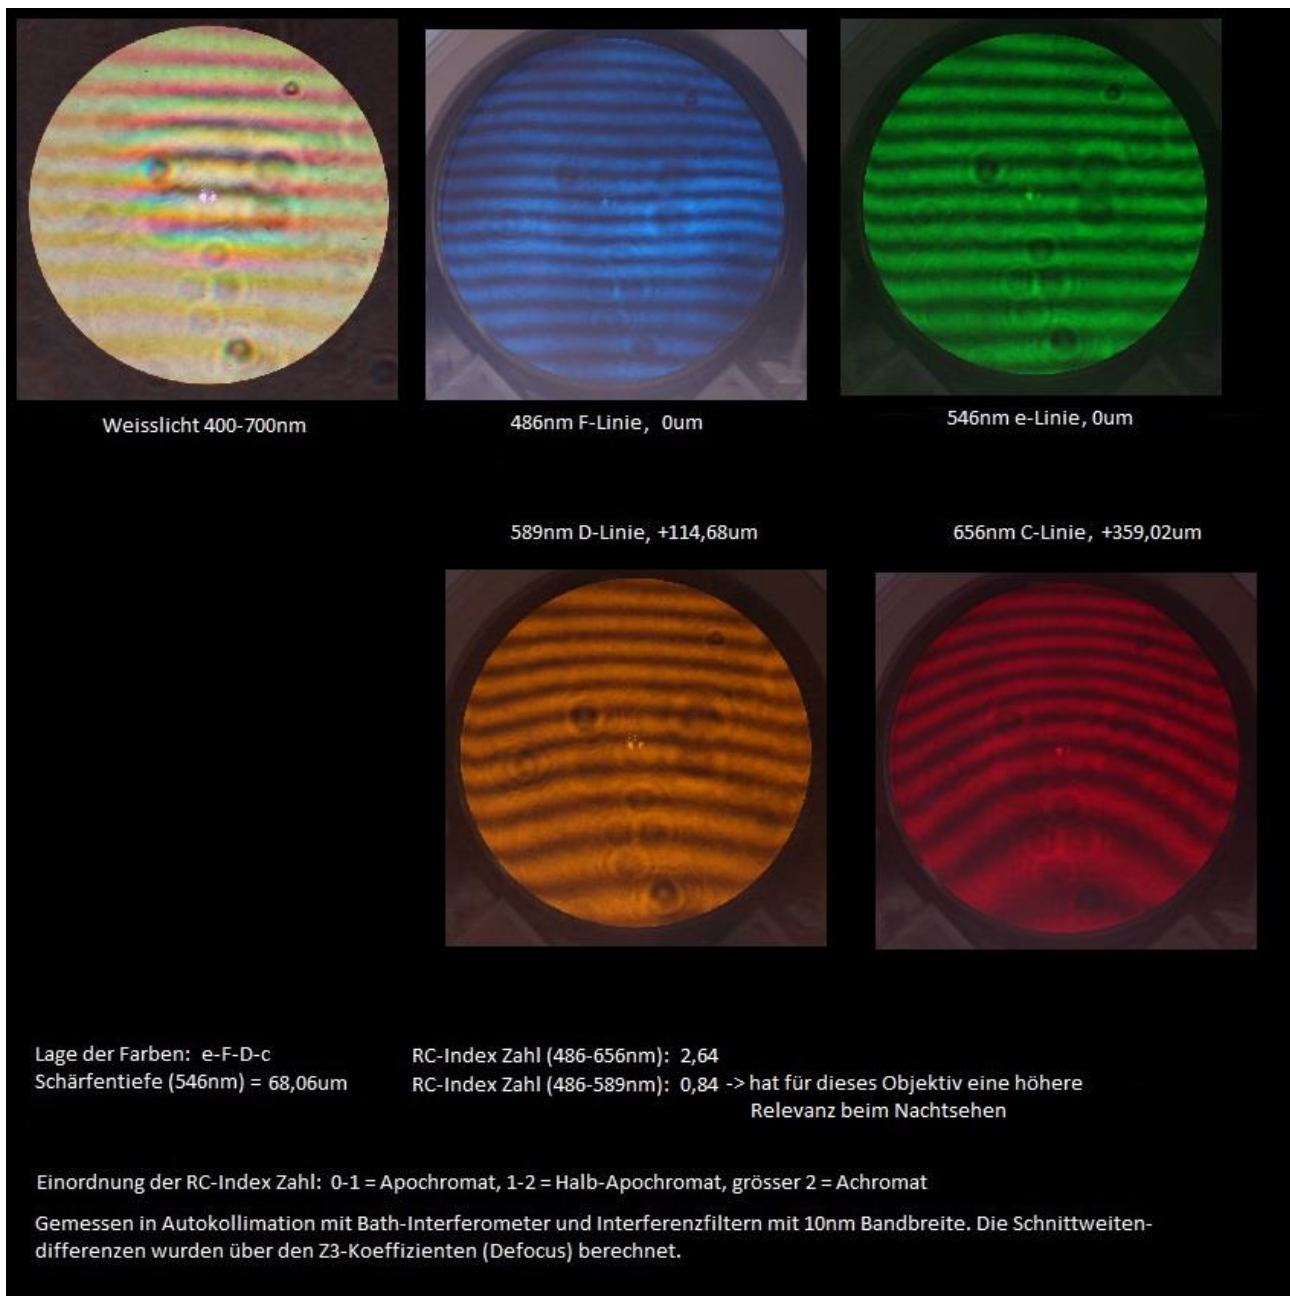 Weisslicht 400-700nm
486nm F-Linie, 0um
546nm e-Linie, 0um
589nm D-Linie, +114,68um
656nm C-Linie, +359,02um
Lage der Farben: e-F-D-c
Schärfentiefe (546nm) = 68,06um
RC-Index Zahl (486-656nm): 2,64
RC-Index Zahl (486-589nm): 0,84 -> hat für dieses Objektiv eine höhere
Relevanz beim Nachtsehen
Einordnung der RC-Index Zahl: 0-1 = Apochromat, 1-2 = Halb-Apochromat, grösser 2 = Achromat
Gemessen in Autokollimation mit Bath-Interferometer und Interferenzfiltern mit 10nm Bandbreite. Die Schnittweiten-
differenzen wurden über den Z3-Koeffizienten (Defocus) berechnet.